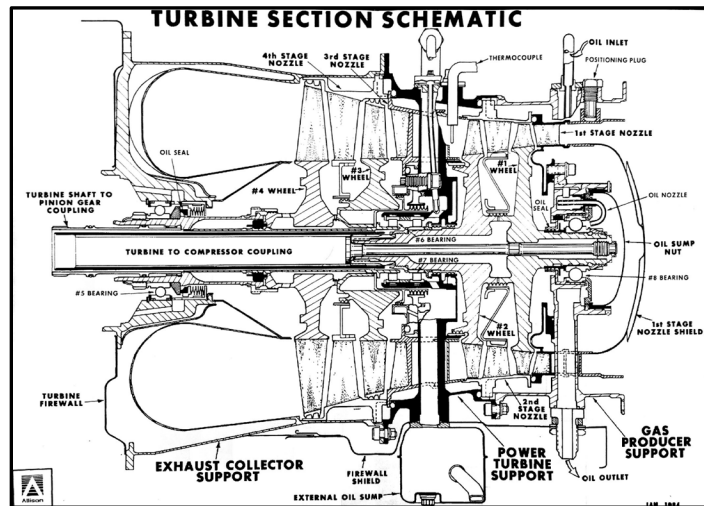 TURBINE SECTION SCHEMATIC
4th STAGE
NOZZLE
3rd STAGE
NOZZLE
THERMOCOUPLE
OIL INLET
POSITIONING PLUG
1st STAGE NOZZLE
OIL SEAL
#3
WHEEL
#1
WHEEL
#4 WHEEL
TURBINE SHAFT TO
PINION GEAR
COUPLING
OIL
SEAL
OIL NOZZLE
#6 BEARING
TURBINE TO COMPRESSOR COUPLING
OIL SUMP
NUT
#7 BEARING
#8 BEARING
#5 BEARING
1st STAGE
NOZZLE SHIELD
#2
WHEEL
TURBINE
FIREWALL
2nd STAGE
NOZZLE
GAS
PRODUCER
SUPPORT
POWER
TURBINE
SUPPORT
EXHAUST COLLECTOR
SUPPORT
FIREWALL
SHIELD
OIL OUTLET
EXTERNAL OIL SUMP
Allison